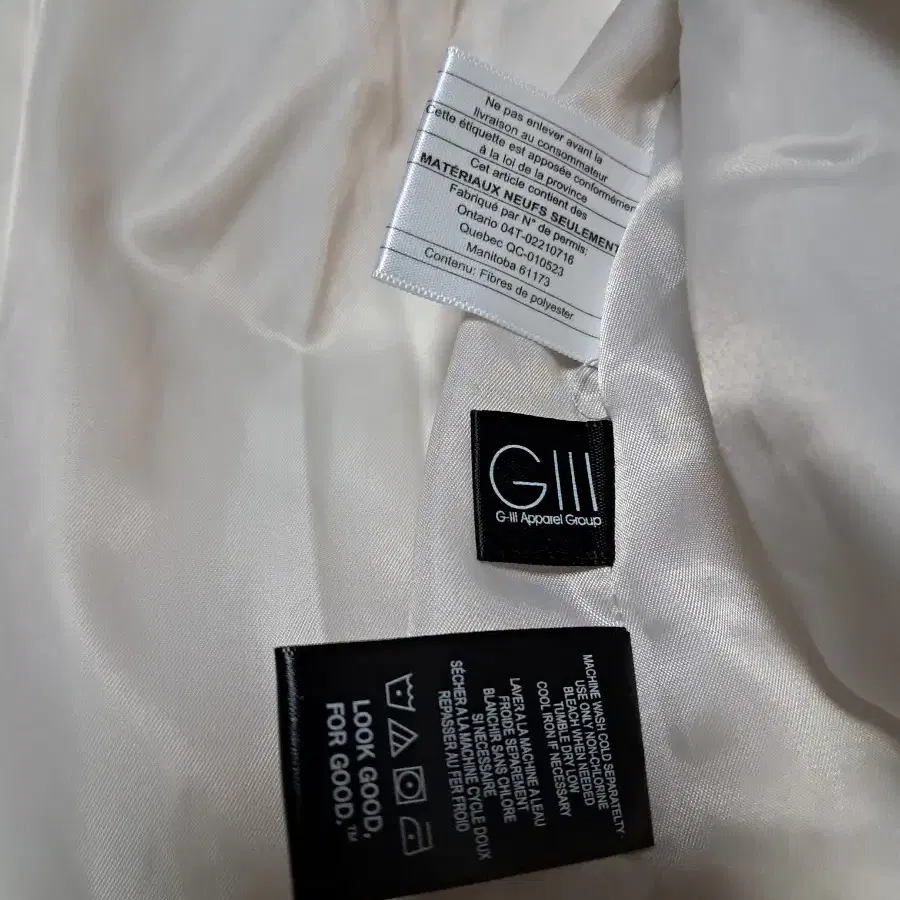 Ne pas enlever avant la
livraison au consommateur
Cette étiquette est apposée conformémen
à la loi de la province
Cet article contient des
MATÉRIAUX NEUFS SEULEMENT
Fabriqué par N° de permis:
Ontario 04T-02210716
Quebec QC-010523
Manitoba 61173
Contenu: Fibres de polyester
GIII
G-III Apparel Group
MACHINE WASH COLD SEPARATELTY
USE ONLY NON-CHLORINE
BLEACH WHEN NEEDED
TUMBLE DRY LOW
COOL IRON IF NECESSARY
LAVER A LA MACHINE A L'EAU
FROIDE SEPAREMENT
BLANCHIR SANS CHLORE
SI NECESSAIRE
SÉCHER A LA MACHINE CYCLE DOUX
REPASSER AU FER FROID
LOOK GOOD,
FOR GOOD.™